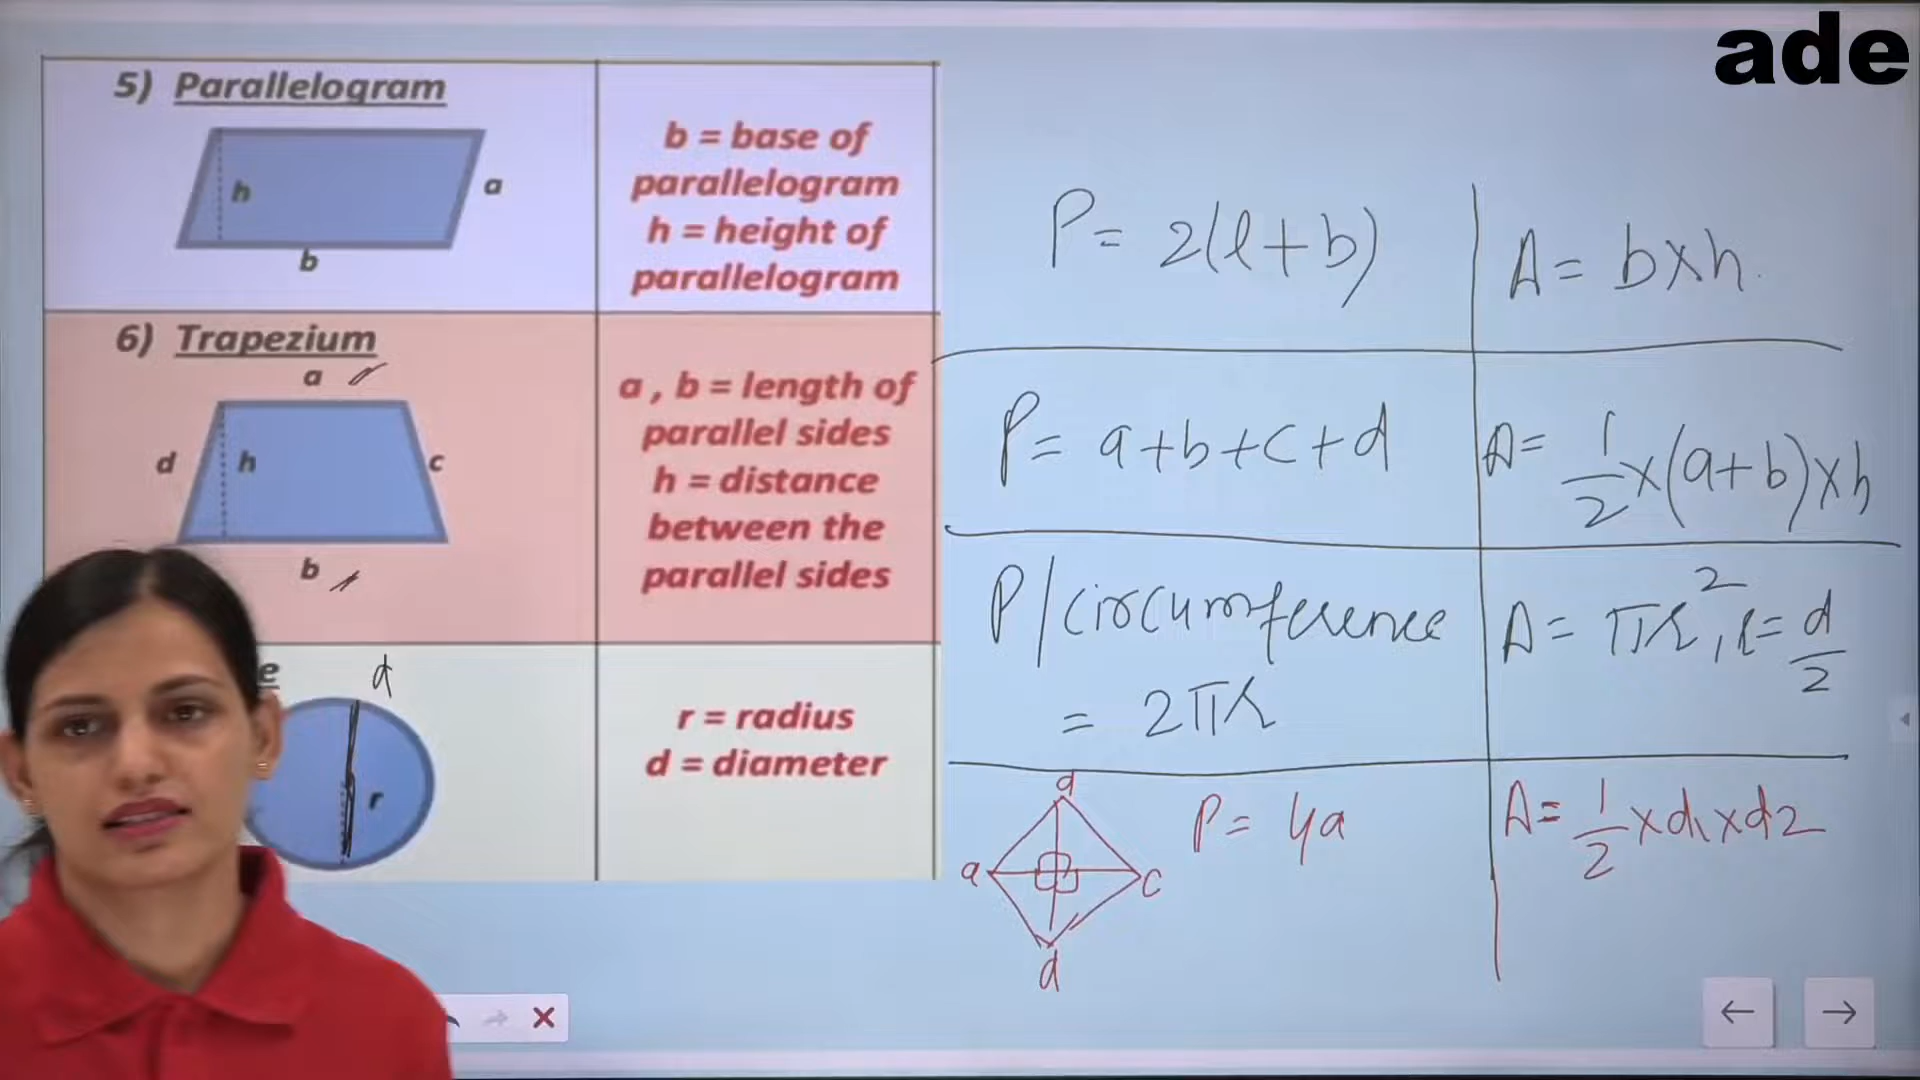 ade
5) Parallelogram
h
a
b
b = base of
parallelogram
h = height of
parallelogram
P = 2(l+b)
A = b×h.
6) Trapezium
a
d
h
c
b
a , b = length of
parallel sides
h = distance
between the
parallel sides
P = a+b+c+d
A = 1/2 ×(a+b)×h
e
d
r
r = radius
d = diameter
P/circumference
= 2πr
A = πr², r = d/2
d
a
c
d
P = 4a
A = 1/2 ×d1×d2